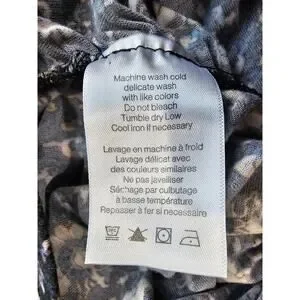 Machine wash cold
delicate wash
with like colors
Do not bleach
Tumble dry Low
Cool iron if necessary
Lavage en machine à froid
Lavage délicat avec
des couleurs similaires
Ne pas javelliser
Séchage par culbutage
à basse température
Repasser à fer si necessaire